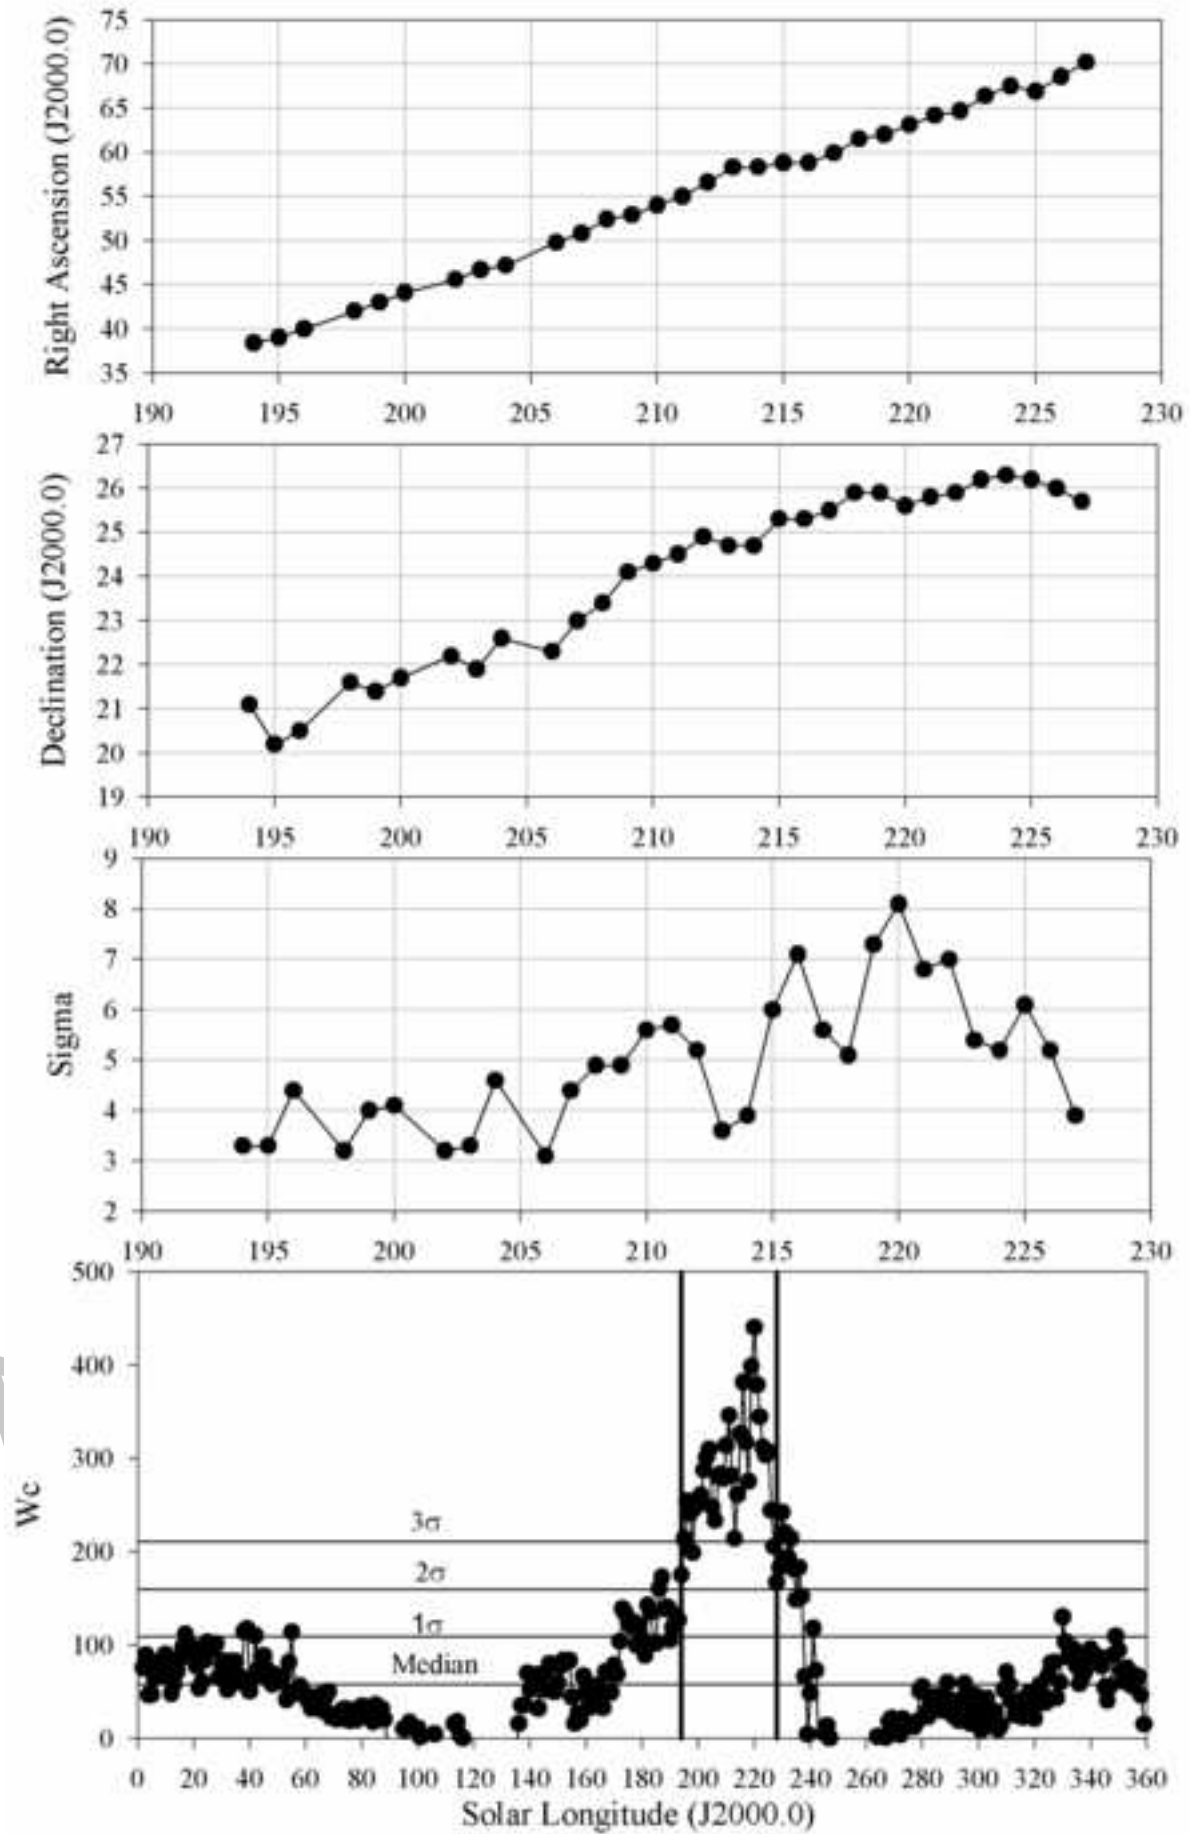 75
70
65
60
55
50
45
40
35
Right Ascension (J2000.0)
190 195 200 205 210 215 220 225 230
27
26
25
24
23
22
21
20
19
Declination (J2000.0)
190 195 200 205 210 215 220 225 230
9
8
7
6
5
4
3
2
Sigma
190 195 200 205 210 215 220 225 230
500
400
300
200
100
0
Wc
3σ
2σ
1σ
Median
0 20 40 60 80 100 120 140 160 180 200 220 240 260 280 300 320 340 360
Solar Longitude (J2000.0)